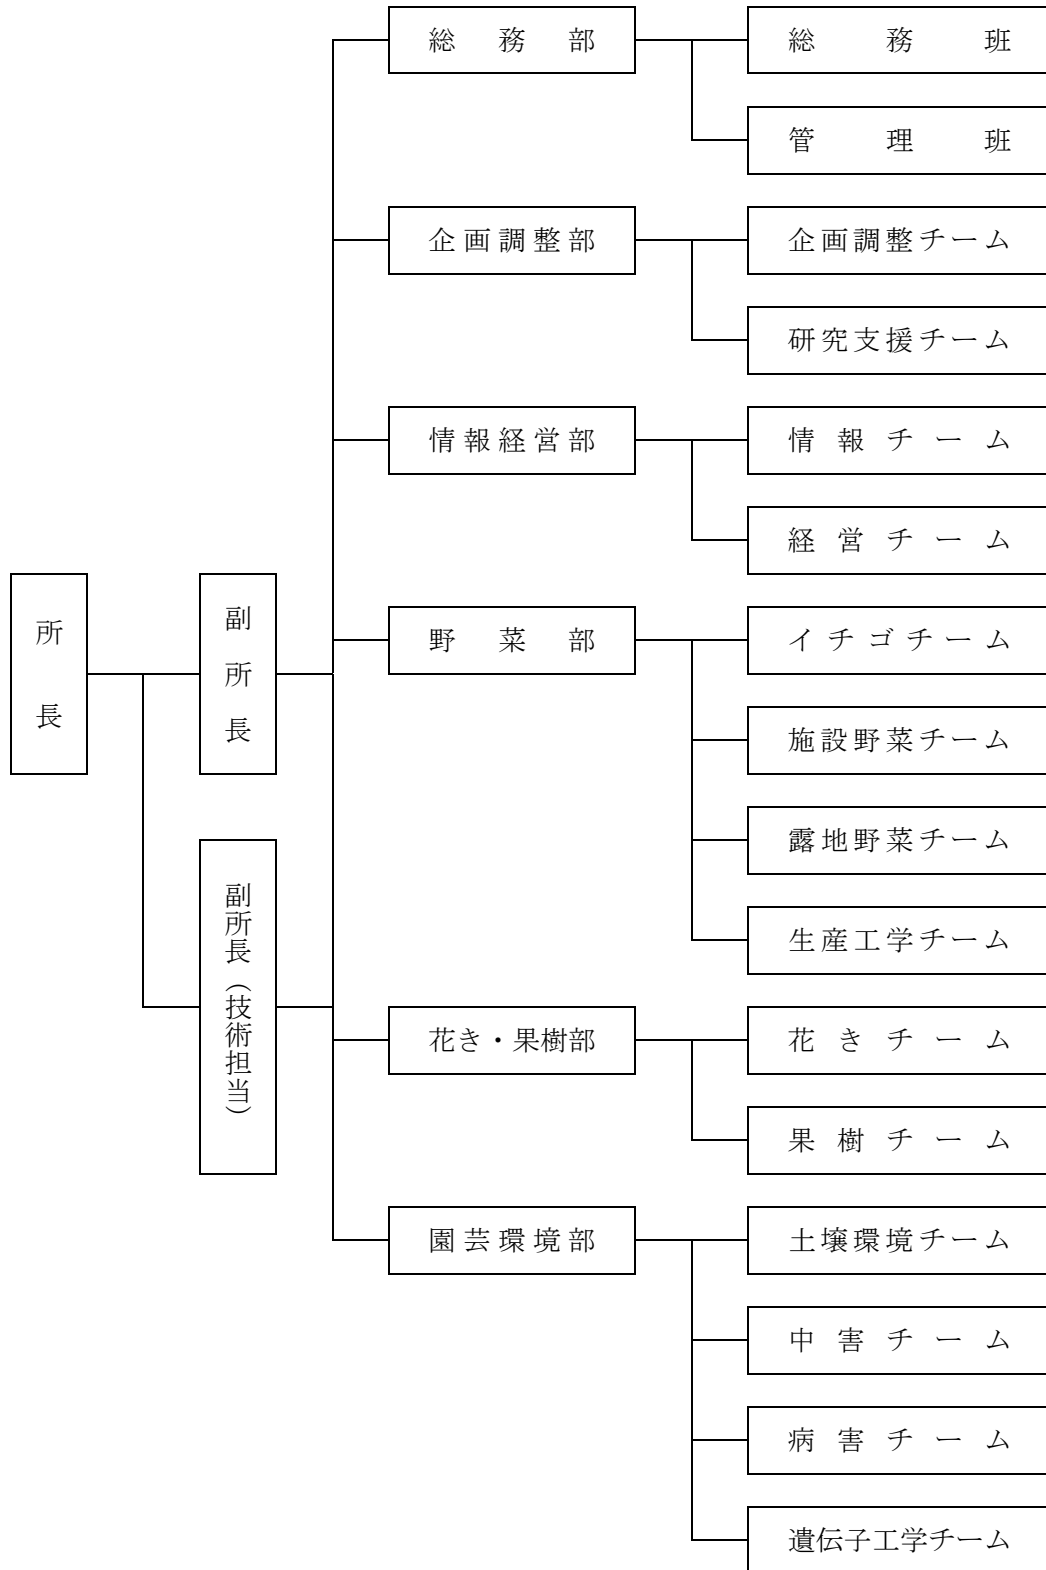 所長
副所長
副所長（技術担当）
総務部
総務班
管理班
企画調整部
企画調整チーム
研究支援チーム
情報経営部
情報チーム
経営チーム
野菜部
イチゴチーム
施設野菜チーム
露地野菜チーム
生産工学チーム
花き・果樹部
花きチーム
果樹チーム
園芸環境部
土壌環境チーム
中害チーム
病害チーム
遺伝子工学チーム